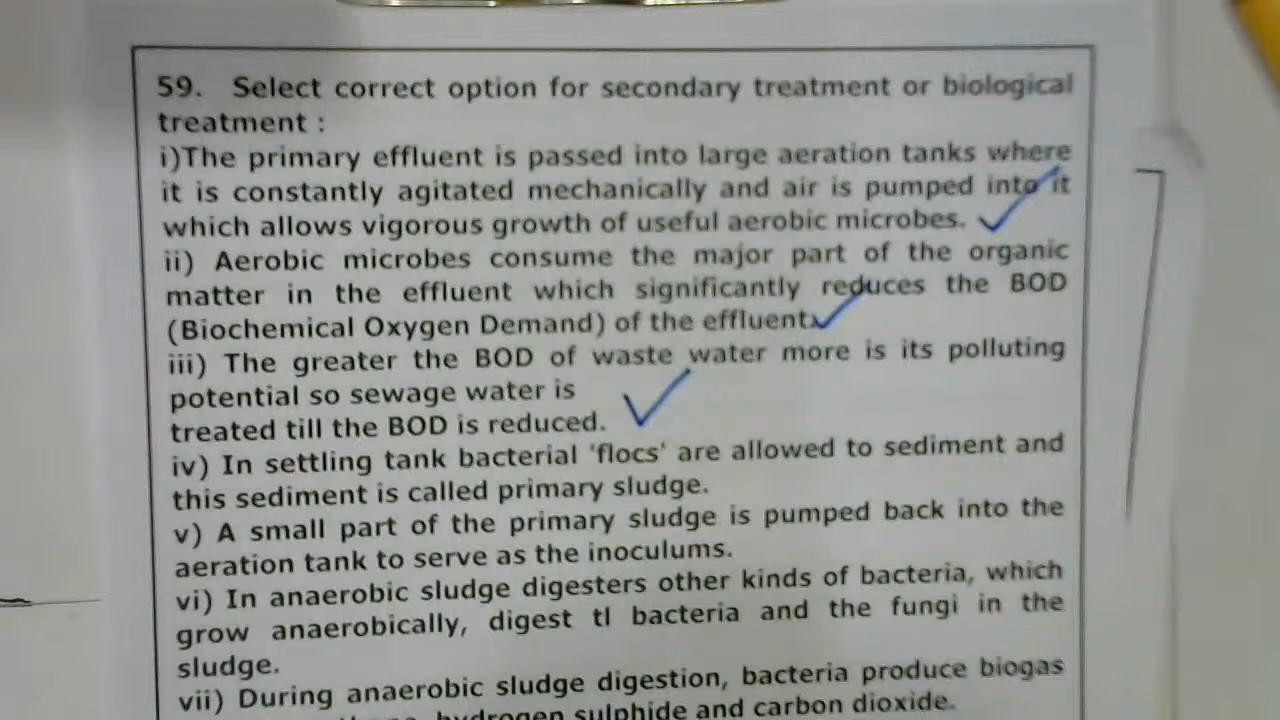 59. Select correct option for secondary treatment or biological
treatment :
i)The primary effluent is passed into large aeration tanks where
it is constantly agitated mechanically and air is pumped into it
which allows vigorous growth of useful aerobic microbes.
ii) Aerobic microbes consume the major part of the organic
matter in the effluent which significantly reduces the BOD
(Biochemical Oxygen Demand) of the effluent
iii) The greater the BOD of waste water more is its polluting
potential so sewage water is
treated till the BOD is reduced.
iv) In settling tank bacterial 'flocs' are allowed to sediment and
this sediment is called primary sludge.
v) A small part of the primary sludge is pumped back into the
aeration tank to serve as the inoculums.
vi) In anaerobic sludge digesters other kinds of bacteria, which
grow anaerobically, digest tl bacteria and the fungi in the
sludge.
vii) During anaerobic sludge digestion, bacteria produce biogas
hydrogen sulphide and carbon dioxide.